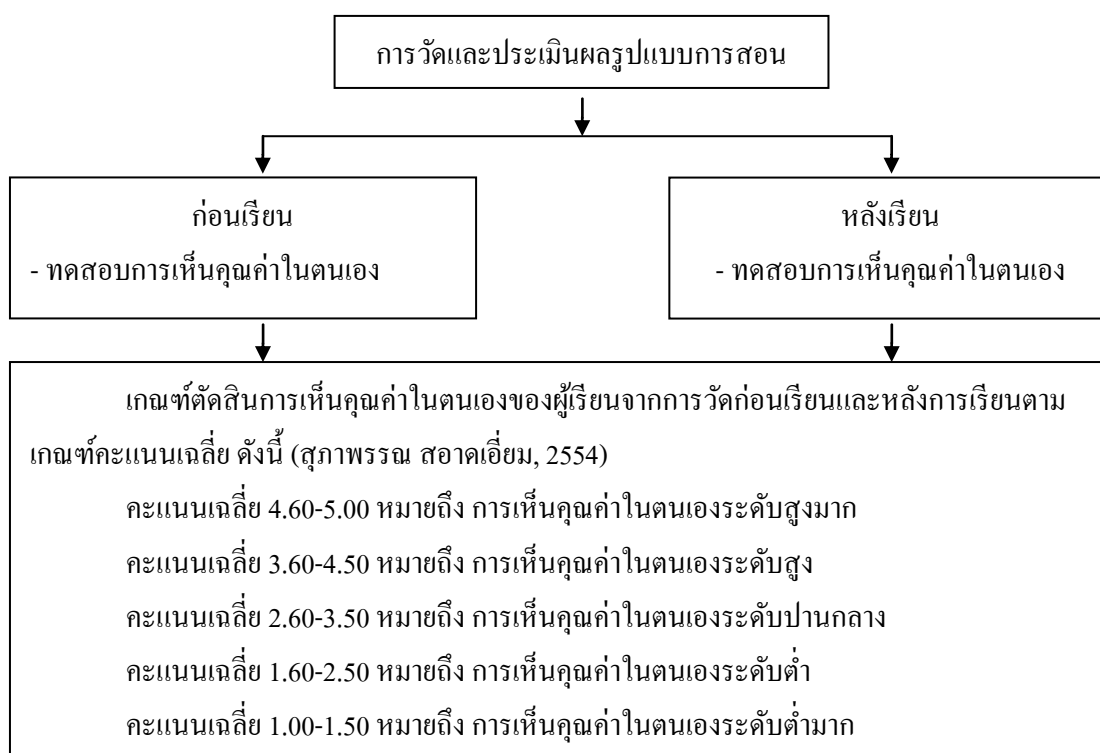 การวัดและประเมินผลรูปแบบการสอน
ก่อนเรียน
- ทดสอบการเห็นคุณค่าในตนเอง
หลังเรียน
- ทดสอบการเห็นคุณค่าในตนเอง
เกณฑ์ตัดสินการเห็นคุณค่าในตนเองของผู้เรียนจากการวัดก่อนเรียนและหลังการเรียนตาม
เกณฑ์คะแนนเฉลี่ย ดังนี้ (สุภาพรรณ สอาดเอี่ยม, 2554)
คะแนนเฉลี่ย 4.60-5.00 หมายถึง การเห็นคุณค่าในตนเองระดับสูงมาก
คะแนนเฉลี่ย 3.60-4.50 หมายถึง การเห็นคุณค่าในตนเองระดับสูง
คะแนนเฉลี่ย 2.60-3.50 หมายถึง การเห็นคุณค่าในตนเองระดับปานกลาง
คะแนนเฉลี่ย 1.60-2.50 หมายถึง การเห็นคุณค่าในตนเองระดับต่ำ
คะแนนเฉลี่ย 1.00-1.50 หมายถึง การเห็นคุณค่าในตนเองระดับต่ำมาก